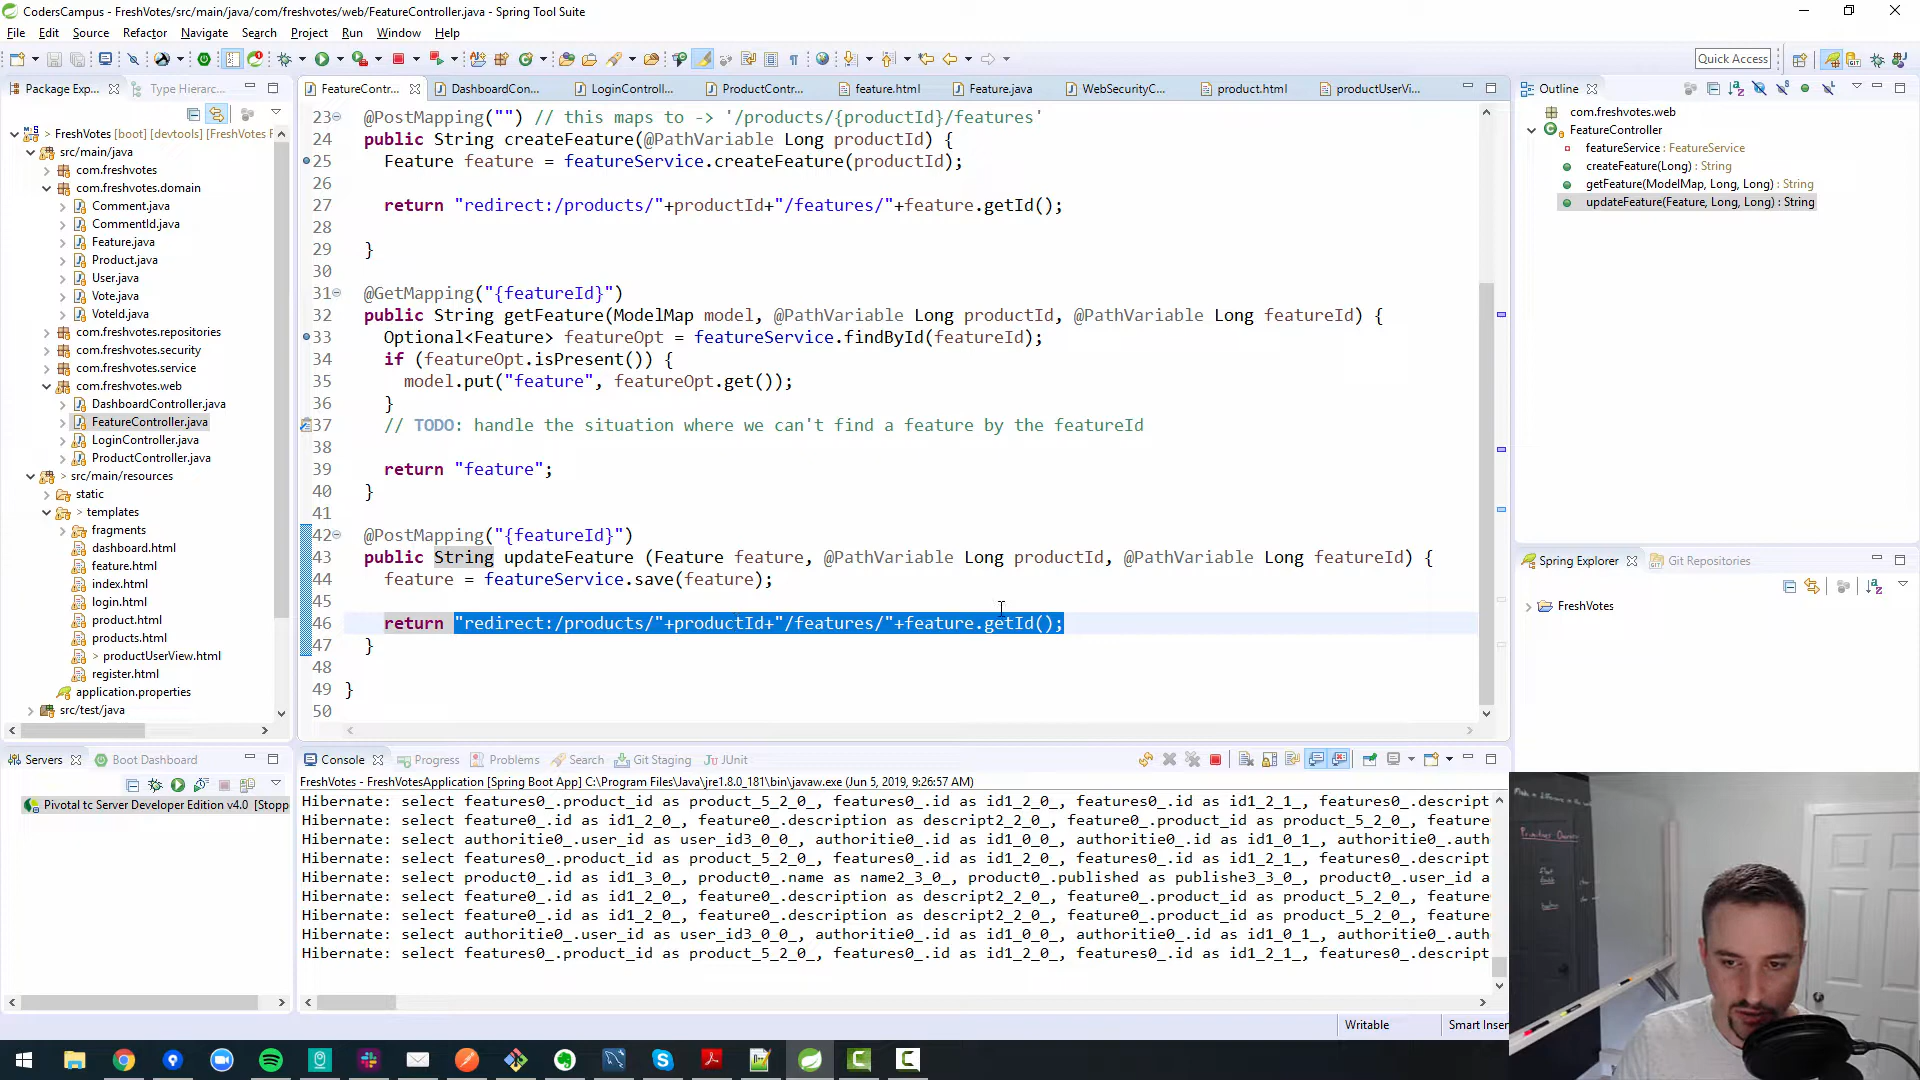 CodersCampus - FreshVotes/src/main/java/com/freshvotes/web/FeatureController.java - Spring Tool Suite
File Edit Source Refactor Navigate Search Project Run Window Help
Quick Access
Package Exp...
Type Hierarc...
FeatureContr...
DashboardCon...
LoginControll...
ProductContr...
feature.html
Feature.java
WebSecurityC...
product.html
productUserVi...
Outline
FreshVotes [boot] [devtools] [FreshVotes F
src/main/java
com.freshvotes
com.freshvotes.domain
Comment.java
CommentId.java
Feature.java
Product.java
User.java
Vote.java
VoteId.java
com.freshvotes.repositories
com.freshvotes.security
com.freshvotes.service
com.freshvotes.web
DashboardController.java
FeatureController.java
LoginController.java
ProductController.java
> src/main/resources
static
> templates
fragments
dashboard.html
feature.html
index.html
login.html
product.html
products.html
> productUserView.html
register.html
application.properties
src/test/java
23 @PostMapping("") // this maps to -> '/products/{productId}/features'
24 public String createFeature(@PathVariable Long productId) {
25 Feature feature = featureService.createFeature(productId);
26
27 return "redirect:/products/"+productId+"/features/"+feature.getId();
28
29 }
30
31 @GetMapping("{featureId}")
32 public String getFeature(ModelMap model, @PathVariable Long productId, @PathVariable Long featureId) {
33 Optional<Feature> featureOpt = featureService.findById(featureId);
34 if (featureOpt.isPresent()) {
35 model.put("feature", featureOpt.get());
36 }
37 // TODO: handle the situation where we can't find a feature by the featureId
38
39 return "feature";
40 }
41
42 @PostMapping("{featureId}")
43 public String updateFeature (Feature feature, @PathVariable Long productId, @PathVariable Long featureId) {
44 feature = featureService.save(feature);
45
46 return "redirect:/products/"+productId+"/features/"+feature.getId();
47 }
48
49 }
50
com.freshvotes.web
FeatureController
featureService : FeatureService
createFeature(Long) : String
getFeature(ModelMap, Long, Long) : String
updateFeature(Feature, Long, Long) : String
Spring Explorer
Git Repositories
FreshVotes
Servers
Boot Dashboard
Pivotal tc Server Developer Edition v4.0 [Stopp
Console Progress Problems Search Git Staging JUnit
FreshVotes - FreshVotesApplication [Spring Boot App] C:\Program Files\Java\jre1.8.0_181\bin\javaw.exe (Jun 5, 2019, 9:26:57 AM)
Hibernate: select features0_.product_id as product_5_2_0_, features0_.id as id1_2_0_, features0_.id as id1_2_1_, features0_.descript
Hibernate: select feature0_.id as id1_2_0_, feature0_.description as descript2_2_0_, feature0_.product_id as product_5_2_0_, feature
Hibernate: select authoritie0_.user_id as user_id3_0_0_, authoritie0_.id as id1_0_0_, authoritie0_.id as id1_0_1_, authoritie0_.auth
Hibernate: select features0_.product_id as product_5_2_0_, features0_.id as id1_2_0_, features0_.id as id1_2_1_, features0_.descript
Hibernate: select product0_.id as id1_3_0_, product0_.name as name2_3_0_, product0_.published as publishe3_3_0_, product0_.user_id a
Hibernate: select feature0_.id as id1_2_0_, feature0_.description as descript2_2_0_, feature0_.product_id as product_5_2_0_, feature
Hibernate: select feature0_.id as id1_2_0_, feature0_.description as descript2_2_0_, feature0_.product_id as product_5_2_0_, feature
Hibernate: select authoritie0_.user_id as user_id3_0_0_, authoritie0_.id as id1_0_0_, authoritie0_.id as id1_0_1_, authoritie0_.auth
Hibernate: select features0_.product_id as product_5_2_0_, features0_.id as id1_2_0_, features0_.id as id1_2_1_, features0_.descript
Writable
Smart Inser